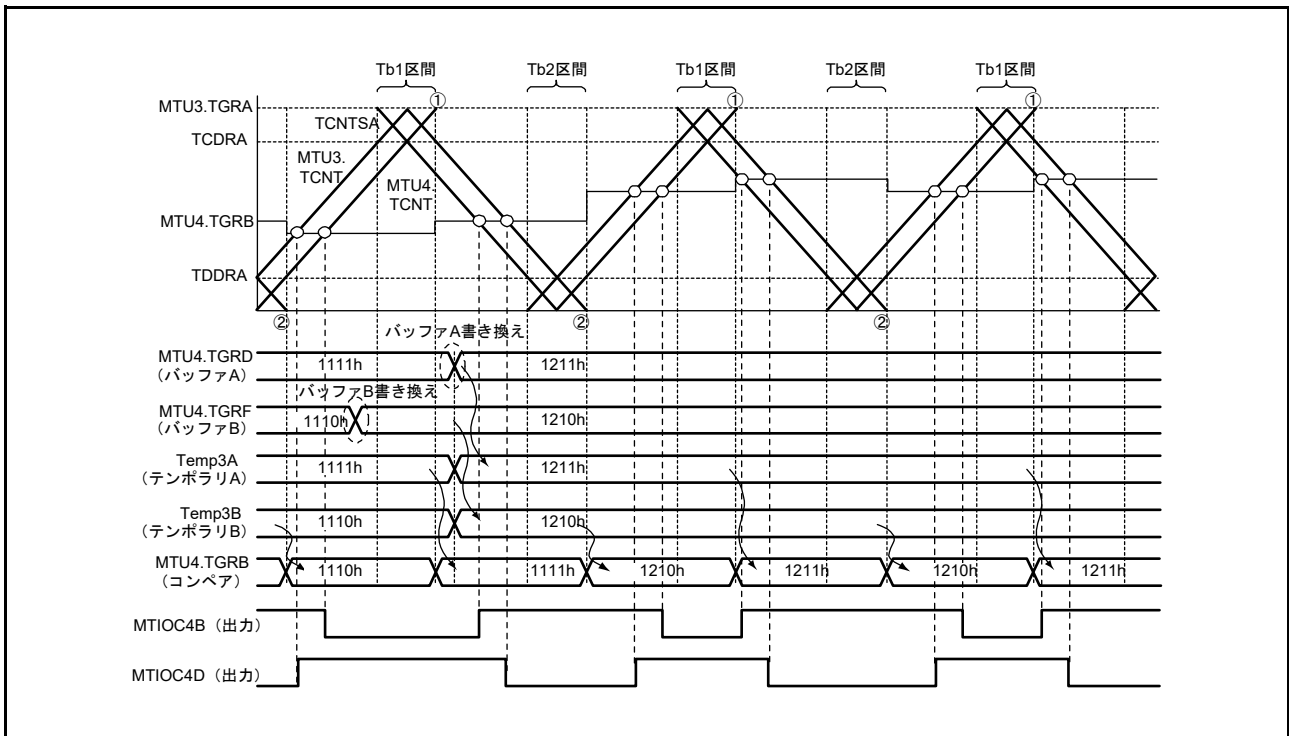 Tb1区間
Tb2区間
Tb1区間
Tb2区間
Tb1区間
MTU3.TGRA
①
①
①
TCNTSA
TCDRA
MTU3.
TCNT
MTU4.
TCNT
MTU4.TGRB
TDDRA
②
②
②
バッファA書き換え
MTU4.TGRD
（バッファA）
1111h
1211h
バッファB書き換え
MTU4.TGRF
（バッファB）
1110h
1210h
Temp3A
（テンポラリA）
1111h
1211h
Temp3B
（テンポラリB）
1110h
1210h
MTU4.TGRB
（コンペア）
1110h
1111h
1210h
1211h
1210h
1211h
MTIOC4B（出力）
MTIOC4D（出力）